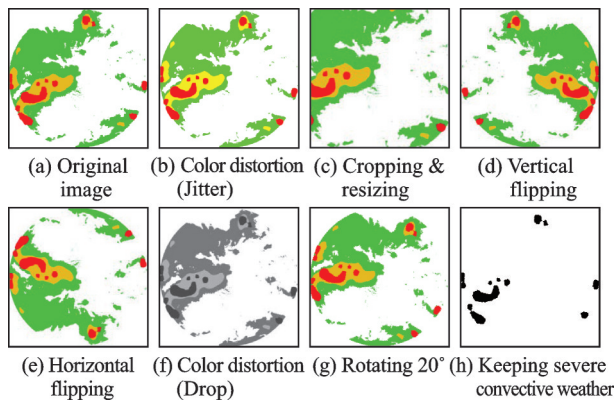 (a) Original image
(b) Color distortion (Jitter)
(c) Cropping & resizing
(d) Vertical flipping
(e) Horizontal flipping
(f) Color distortion (Drop)
(g) Rotating 20°
(h) Keeping severe convective weather